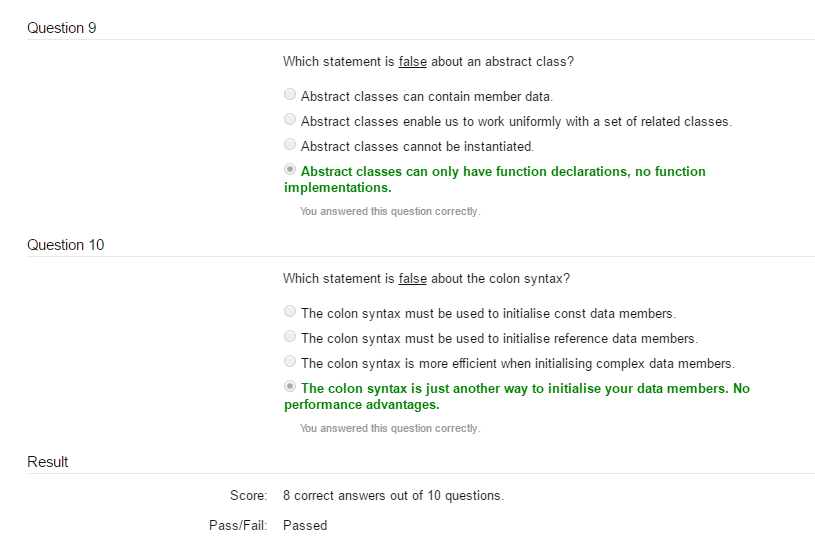 Question 9
Which statement is false about an abstract class?
Abstract classes can contain member data.
Abstract classes enable us to work uniformly with a set of related classes.
Abstract classes cannot be instantiated.
Abstract classes can only have function declarations, no function
implementations.
You answered this question correctly.
Question 10
Which statement is false about the colon syntax?
The colon syntax must be used to initialise const data members.
The colon syntax must be used to initialise reference data members.
The colon syntax is more efficient when initialising complex data members.
The colon syntax is just another way to initialise your data members. No
performance advantages.
You answered this question correctly.
Result
Score: 8 correct answers out of 10 questions.
Pass/Fail: Passed